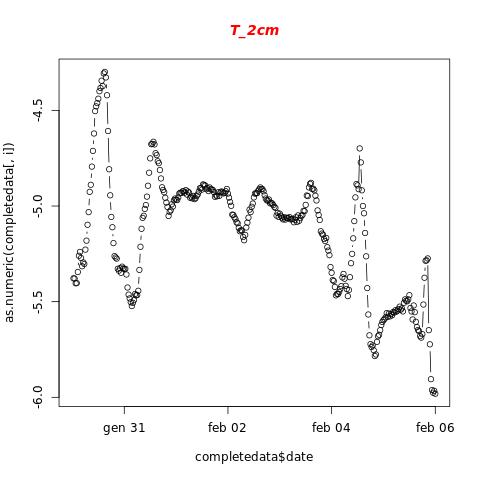 T_2cm
as.numeric(completedata[, i])
-4.5
-5.0
-5.5
-6.0
gen 31
feb 02
feb 04
feb 06
completedata$date